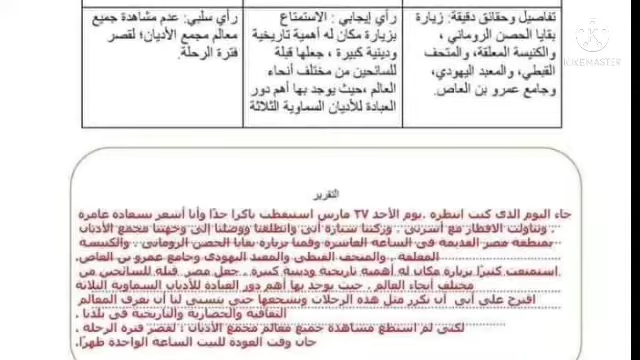 تفاصيل وحقائق دقيقة: زيارة
بقايا الحصن الروماني ،
والكنيسة المعلقة، والمتحف
القبطي، والمعبد اليهودي،
وجامع عمرو بن العاص.
رأي إيجابي : الاستمتاع
بزيارة مكان له أهمية تاريخية
ودينية كبيرة ، جعلها قبلة
للسائحين من مختلف أنحاء
العالم ،حيث يوجد بها أهم دور
العبادة للأديان السماوية الثلاثة
رأي سلبي: عدم مشاهدة جميع
معالم مجمع الأديان؛ لقصر
فترة الرحلة.
KINEMASTER
التقرير
جاء اليوم الذي كنت انتظره .يوم الأحد ٢٧ مارس استيقظت باكرا جدًا وأنا أشعر بسعادة غامرة
، وتناولت الافطار مع أسرتي . وركبنا سيارة أبي وانطلقنا ووصلنا إلى وجهتنا مجمع الأديان
بمنطقة مصر القديمة في الساعة العاشرة وقمنا بزيارة بقايا الحصن الروماني . والكنيسة
المعلقة . والمتحف القبطي والمعبد اليهودي وجامع عمرو بن العاص.
استمتعت كثيرًا بزيارة مكان له أهمية تاريخية ودينية كبيرة . جعل مصر قبلة للسائحين من
مختلف أنحاء العالم . حيث يوجد بها أهم دور العبادة للأديان السماوية الثلاثة
اقترح علي أبي أن نكرر مثل هذه الرحلات ونشجعها حتي يتسنى لنا أن نعرف المعالم
الثقافية والحضارية والتاريخية في بلدنا .
لكني لم استطع مشاهدة جميع معالم مجمع الأديان ؛ لقصر فترة الرحلة .
حان وقت العودة للبيت الساعة الواحدة ظهرًا.